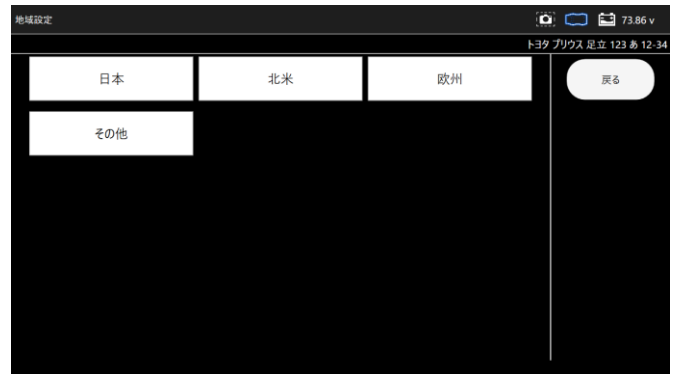 地域設定
73.86 v
トヨタ プリウス 足立 123 あ 12-34
日本
北米
欧州
戻る
その他